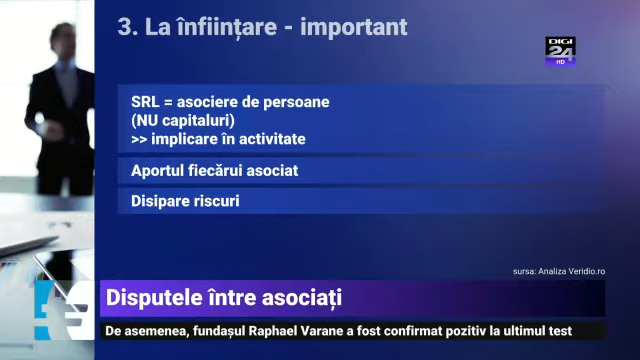 3. La înființare - important
DIGI
24
HD
SRL = asociere de persoane
(NU capitaluri)
>> implicare în activitate
Aportul fiecărui asociat
Disipare riscuri
sursa: Analiza Veridio.ro
Disputele între asociați
De asemenea, fundașul Raphael Varane a fost confirmat pozitiv la ultimul test